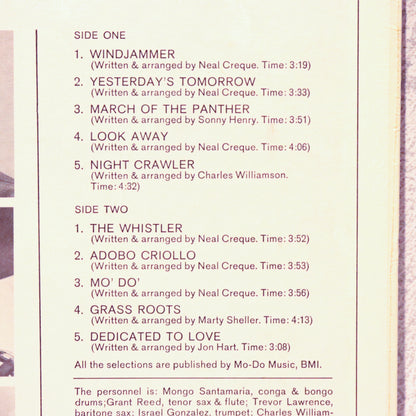 SIDE ONE
1. WINDJAMMER
(Written & arranged by Neal Creque. Time: 3:19)
2. YESTERDAY'S TOMORROW
(Written & arranged by Neal Creque. Time: 3:33)
3. MARCH OF THE PANTHER
(Written & arranged by Sonny Henry. Time: 3:51)
4. LOOK AWAY
(Written & arranged by Neal Creque. Time: 4:06)
5. NIGHT CRAWLER
(Written & arranged by Charles Williamson.
Time: 4:32)
SIDE TWO
1. THE WHISTLER
(Written & arranged by Neal Creque. Time: 3:52)
2. ADOBO CRIOLLO
(Written & arranged by Neal Creque. Time: 3:53)
3. MO' DO'
(Written & arranged by Neal Creque. Time: 3:56)
4. GRASS ROOTS
(Written & arranged by Marty Sheller. Time: 4:13)
5. DEDICATED TO LOVE
(Written & arranged by Jon Hart. Time: 3:08)
All the selections are published by Mo-Do Music, BMI.
The personnel is: Mongo Santamaria, conga & bongo
drums;Grant Reed, tenor sax & flute; Trevor Lawrence,
baritone sax; Israel Gonzalez, trumpet; Charles William-